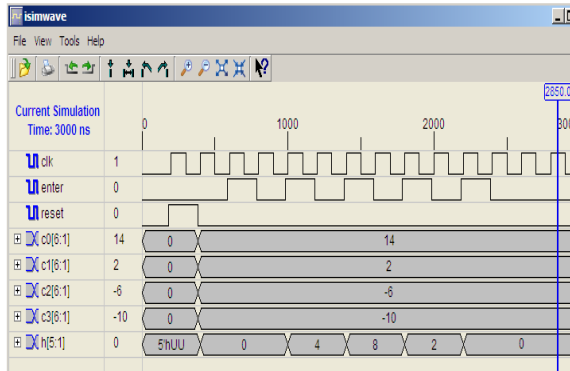 isimwave
File View Tools Help
2850.0
Current Simulation
Time: 3000 ns
0 1000 2000 300
clk 1
enter 0
reset 0
c0[6:1] 14 0 14
c1[6:1] 2 0 2
c2[6:1] -6 0 -6
c3[6:1] -10 0 -10
h[5:1] 0 5'hUU 0 4 8 2 0